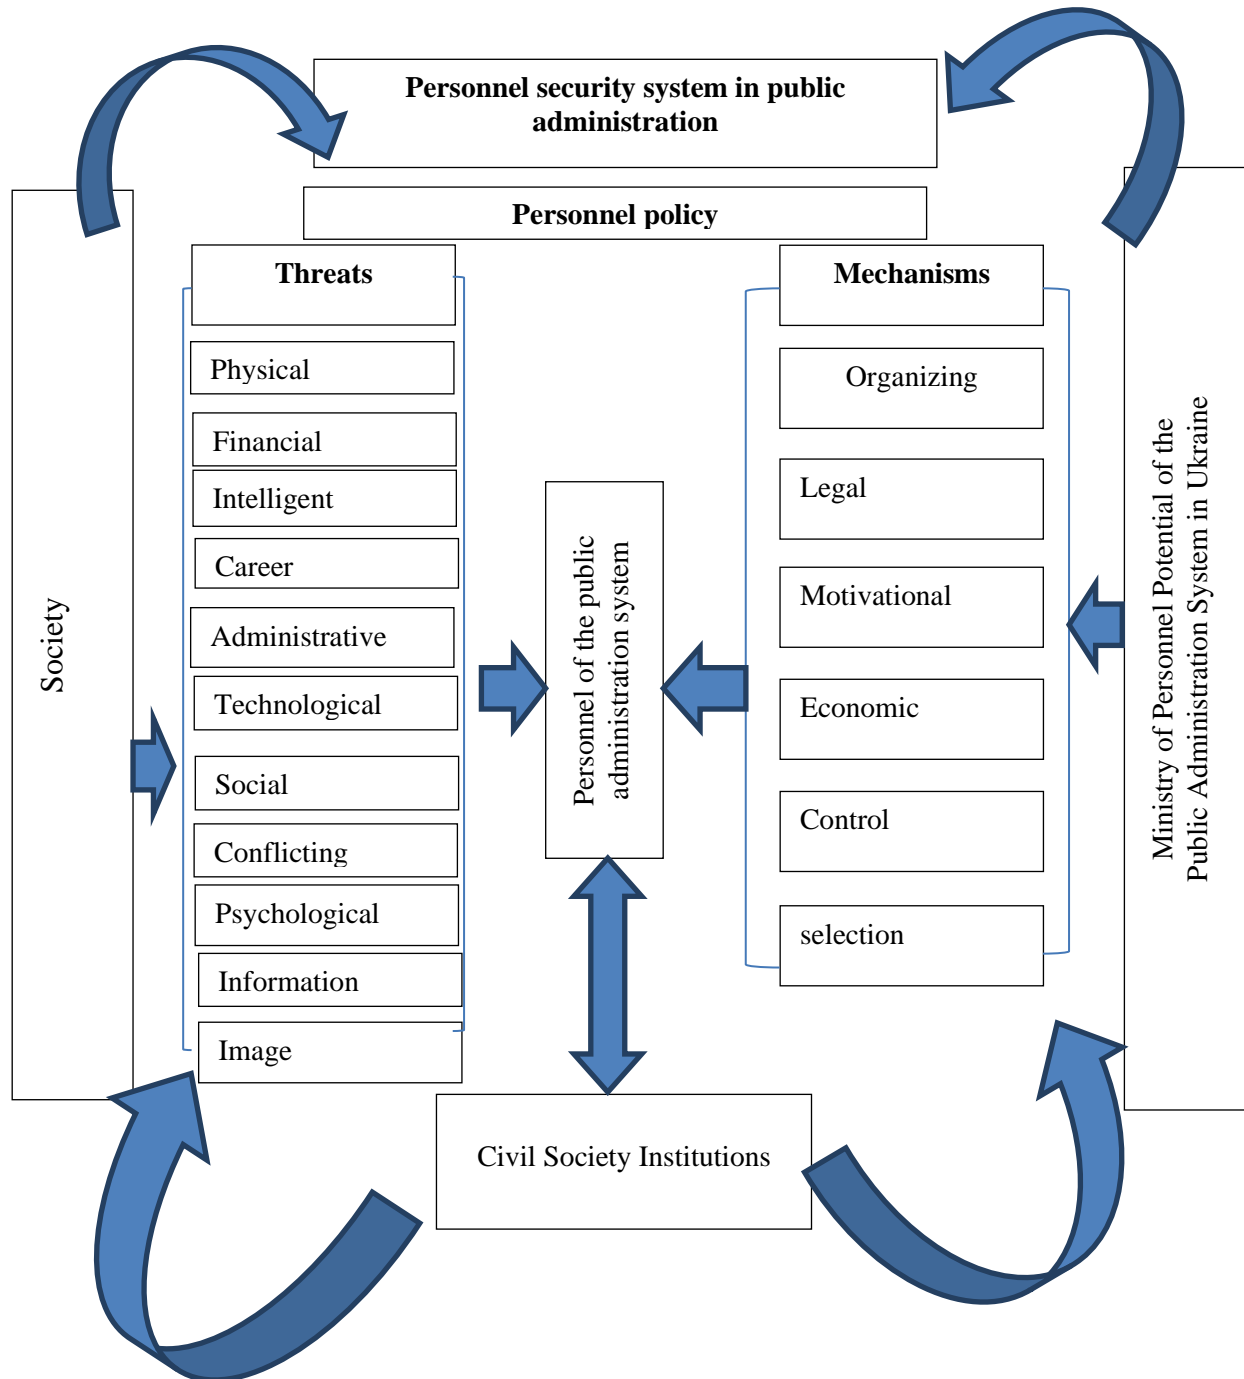 Personnel security system in public
administration
Personnel policy
Threats
Physical
Financial
Intelligent
Career
Administrative
Technological
Social
Conflicting
Psychological
Information
Image
Mechanisms
Organizing
Legal
Motivational
Economic
Control
selection
Society
Personnel of the public
administration system
Ministry of Personnel Potential of the
Public Administration System in Ukraine
Civil Society Institutions